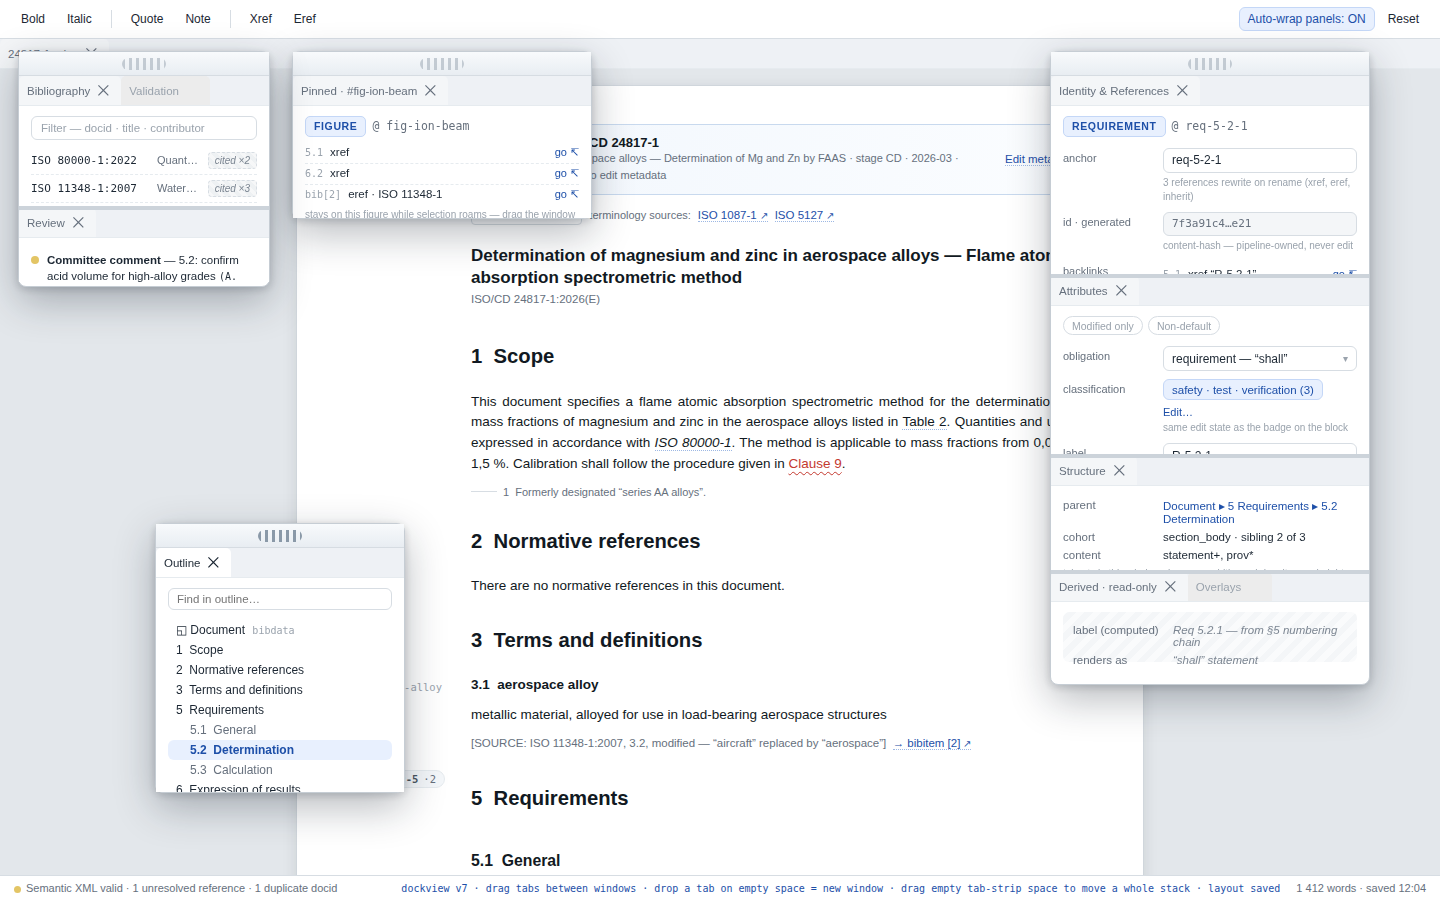 Bold Italic Quote Note Xref Eref Auto-wrap panels: ON Reset
Bibliography Validation
Filter — docid · title · contributor
ISO 80000-1:2022 Quant… cited ×2
ISO 11348-1:2007 Water… cited ×3
Review
Committee comment — 5.2: confirm
acid volume for high-alloy grades (A.
Pinned · #fig-ion-beam
FIGURE @ fig-ion-beam
5.1 xref go ⇱
6.2 xref go ⇱
bib[2] eref · ISO 11348-1 go ⇱
stays on this figure while selection roams — drag the window
CD 24817-1
pace alloys — Determination of Mg and Zn by FAAS · stage CD · 2026-03 ·
o edit metadata
Edit meta
erminology sources: ISO 1087-1 ↗ ISO 5127 ↗
Determination of magnesium and zinc in aerospace alloys — Flame ato
absorption spectrometric method
ISO/CD 24817-1:2026(E)
1 Scope
This document specifies a flame atomic absorption spectrometric method for the determinatio
mass fractions of magnesium and zinc in the aerospace alloys listed in Table 2. Quantities and u
expressed in accordance with ISO 80000-1. The method is applicable to mass fractions from 0,0
1,5 %. Calibration shall follow the procedure given in Clause 9.
1 Formerly designated “series AA alloys”.
2 Normative references
There are no normative references in this document.
3 Terms and definitions
3.1 aerospace alloy
-alloy
metallic material, alloyed for use in load-bearing aerospace structures
[SOURCE: ISO 11348-1:2007, 3.2, modified — “aircraft” replaced by “aerospace”] → bibitem [2] ↗
-5 ·2
5 Requirements
5.1 General
Outline
Find in outline…
◱ Document bibdata
1 Scope
2 Normative references
3 Terms and definitions
5 Requirements
5.1 General
5.2 Determination
5.3 Calculation
6 Expression of results
Identity & References
REQUIREMENT @ req-5-2-1
anchor req-5-2-1
3 references rewrite on rename (xref, eref,
inherit)
id · generated 7f3a91c4…e21
content-hash — pipeline-owned, never edit
backlinks 5.1 xref “R-5.2-1” go ⇱
Attributes
Modified only Non-default
obligation requirement — “shall” ▾
classification safety · test · verification (3)
Edit…
same edit state as the badge on the block
label R-5.2-1
Structure
parent Document ▸ 5 Requirements ▸ 5.2
Determination
cohort section_body · sibling 2 of 3
content statement+, prov*
Derived · read-only Overlays
label (computed) Req 5.2.1 — from §5 numbering
chain
renders as “shall” statement
Semantic XML valid · 1 unresolved reference · 1 duplicate docid
dockview v7 · drag tabs between windows · drop a tab on empty space = new window · drag empty tab-strip space to move a whole stack · layout saved
1 412 words · saved 12:04